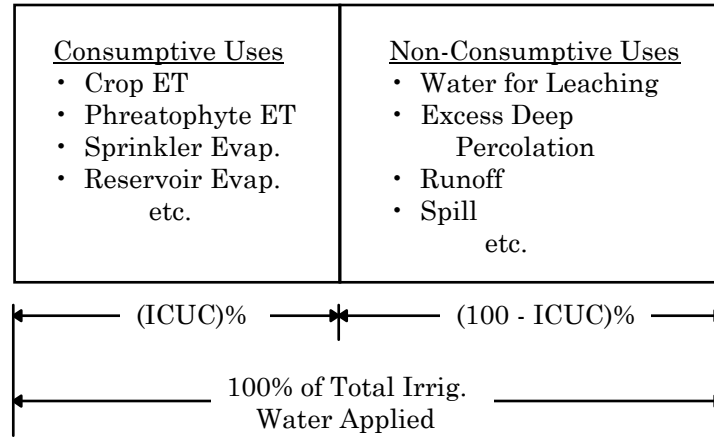 Consumptive Uses
· Crop ET
· Phreatophyte ET
· Sprinkler Evap.
· Reservoir Evap.
etc.
Non-Consumptive Uses
· Water for Leaching
· Excess Deep
Percolation
· Runoff
· Spill
etc.
(ICUC)%
(100 - ICUC)%
100% of Total Irrig.
Water Applied